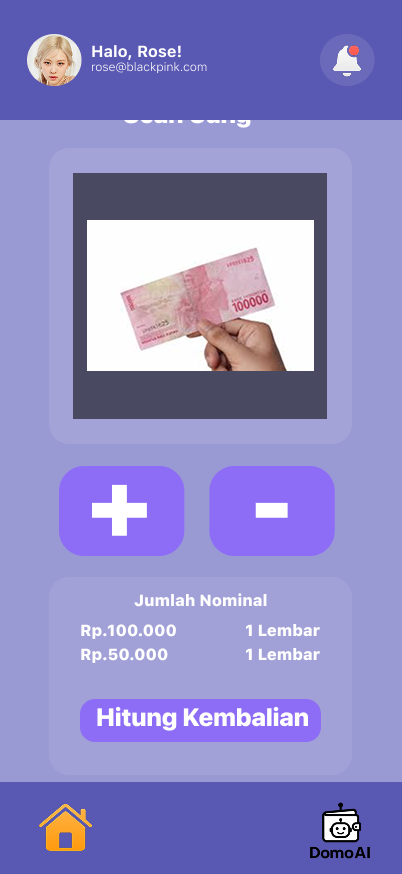 Halo, Rose!
rose@blackpink.com
100000
Jumlah Nominal
Rp.100.000 1 Lembar
Rp.50.000 1 Lembar
Hitung Kembalian
DomoAI